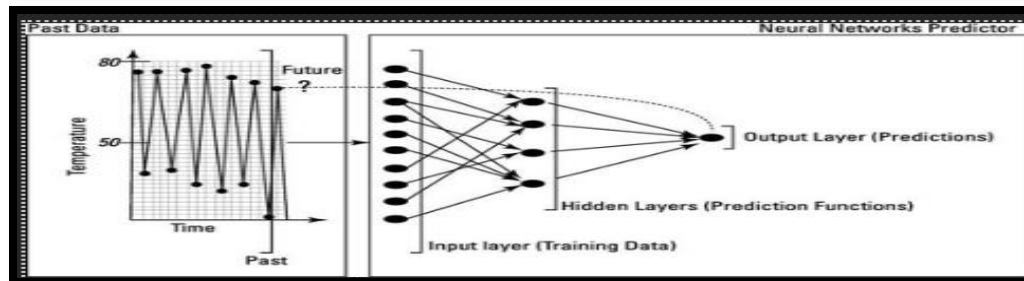 Past Data
Neural Networks Predictor
80
Future
?
Temperature
50
Output Layer (Predictions)
Hidden Layers (Prediction Functions)
Time
Input layer (Training Data)
Past